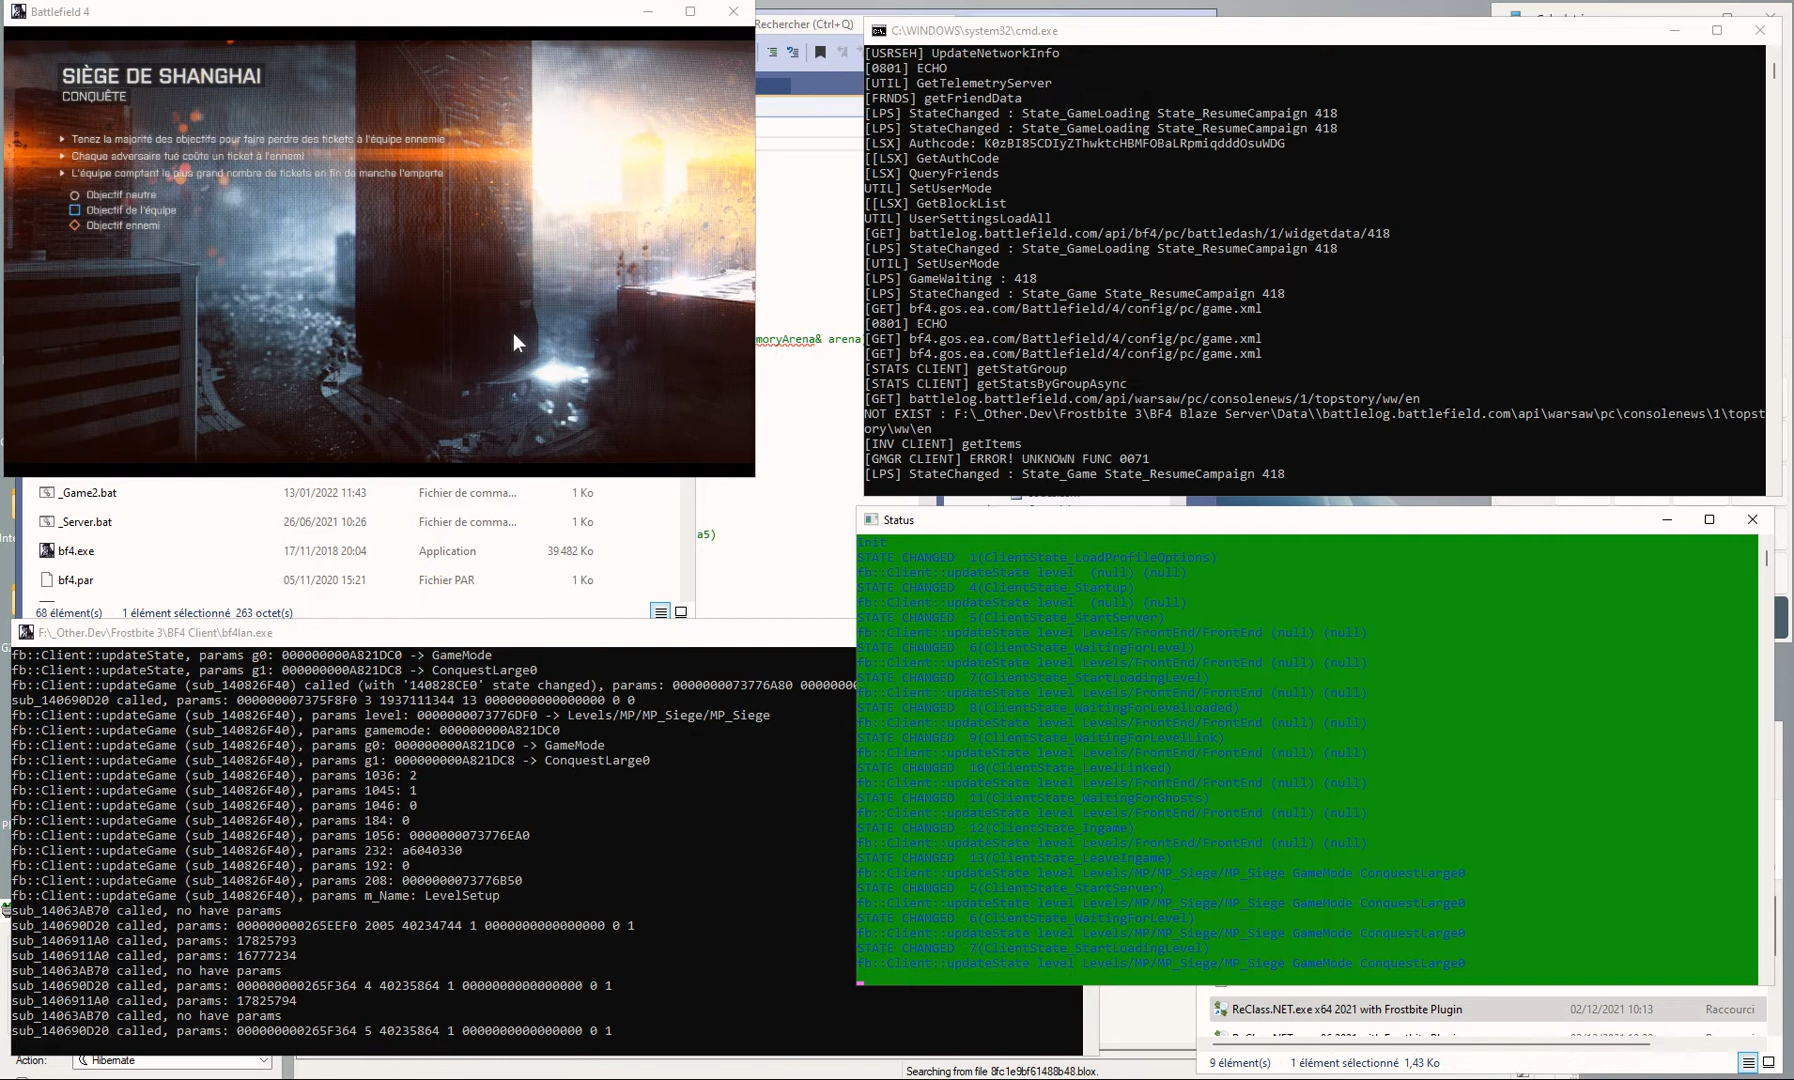 Battlefield 4
SIÈGE DE SHANGHAI
CONQUÊTE
Tenez la majorité des objectifs pour faire perdre des tickets à l'équipe ennemie
Chaque adversaire tué coûte un ticket à l'ennemi
L'équipe comptant le plus grand nombre de tickets en fin de manche l'emporte
Objectif neutre
Objectif de l'équipe
Objectif ennemi
Rechercher (Ctrl+Q)
moryArena& arena
a5)
C:\WINDOWS\system32\cmd.exe
[USRSEH] UpdateNetworkInfo
[0801] ECHO
[UTIL] GetTelemetryServer
[FRNDS] getFriendData
[LPS] StateChanged : State_GameLoading State_ResumeCampaign 418
[LPS] StateChanged : State_GameLoading State_ResumeCampaign 418
[LSX] Authcode: K0zBI85CDIyZThwktcHBMFOBaLRpmiqdddOsuWDG
[[LSX] GetAuthCode
[LSX] QueryFriends
UTIL] SetUserMode
[[LSX] GetBlockList
UTIL] UserSettingsLoadAll
[GET] battlelog.battlefield.com/api/bf4/pc/battledash/1/widgetdata/418
[LPS] StateChanged : State_GameLoading State_ResumeCampaign 418
[UTIL] SetUserMode
[LPS] GameWaiting : 418
[LPS] StateChanged : State_Game State_ResumeCampaign 418
[GET] bf4.gos.ea.com/Battlefield/4/config/pc/game.xml
[0801] ECHO
[GET] bf4.gos.ea.com/Battlefield/4/config/pc/game.xml
[GET] bf4.gos.ea.com/Battlefield/4/config/pc/game.xml
[STATS CLIENT] getStatGroup
[STATS CLIENT] getStatsByGroupAsync
[GET] battlelog.battlefield.com/api/warsaw/pc/consolenews/1/topstory/ww/en
NOT EXIST : F:\_Other.Dev\Frostbite 3\BF4 Blaze Server\Data\\battlelog.battlefield.com\api\warsaw\pc\consolenews\1\topst
ory\ww\en
[INV CLIENT] getItems
[GMGR CLIENT] ERROR! UNKNOWN FUNC 0071
[LPS] StateChanged : State_Game State_ResumeCampaign 418
_Game2.bat 13/01/2022 11:43 Fichier de comma... 1 Ko
_Server.bat 26/06/2021 10:26 Fichier de comma... 1 Ko
bf4.exe 17/11/2018 20:04 Application 39 482 Ko
bf4.par 05/11/2020 15:21 Fichier PAR 1 Ko
68 élément(s) 1 élément sélectionné 263 octet(s)
F:\_Other.Dev\Frostbite 3\BF4 Client\bf4lan.exe
fb::Client::updateState, params g0: 000000000A821DC0 -> GameMode
fb::Client::updateState, params g1: 000000000A821DC8 -> ConquestLarge0
fb::Client::updateGame (sub_140826F40) called (with '140828CE0' state changed), params: 0000000073776A80 00000000
sub_140690D20 called, params: 000000007375F8F0 3 1937111344 13 0000000000000000 0 0
fb::Client::updateGame (sub_140826F40), params level: 0000000073776DF0 -> Levels/MP/MP_Siege/MP_Siege
fb::Client::updateGame (sub_140826F40), params gamemode: 000000000A821DC0
fb::Client::updateGame (sub_140826F40), params g0: 000000000A821DC0 -> GameMode
fb::Client::updateGame (sub_140826F40), params g1: 000000000A821DC8 -> ConquestLarge0
fb::Client::updateGame (sub_140826F40), params 1036: 2
fb::Client::updateGame (sub_140826F40), params 1045: 1
fb::Client::updateGame (sub_140826F40), params 1046: 0
fb::Client::updateGame (sub_140826F40), params 184: 0
fb::Client::updateGame (sub_140826F40), params 1056: 0000000073776EA0
fb::Client::updateGame (sub_140826F40), params 232: a6040330
fb::Client::updateGame (sub_140826F40), params 192: 0
fb::Client::updateGame (sub_140826F40), params 208: 0000000073776B50
fb::Client::updateGame (sub_140826F40), params m_Name: LevelSetup
sub_14063AB70 called, no have params
sub_140690D20 called, params: 00000000265EEF0 2005 40234744 1 0000000000000000 0 1
sub_1406911A0 called, params: 17825793
sub_1406911A0 called, params: 16777234
sub_14063AB70 called, no have params
sub_140690D20 called, params: 000000000265F364 4 40235864 1 0000000000000000 0 1
sub_1406911A0 called, params: 17825794
sub_14063AB70 called, no have params
sub_140690D20 called, params: 000000000265F364 5 40235864 1 0000000000000000 0 1
Status
Init
STATE CHANGED 1(ClientState_LoadProfileOptions)
fb::Client::updateState level (null) (null)
STATE CHANGED 4(ClientState_Startup)
fb::Client::updateState level (null) (null)
STATE CHANGED 5(ClientState_StartServer)
fb::Client::updateState level Levels/FrontEnd/FrontEnd (null) (null)
STATE CHANGED 6(ClientState_WaitingForLevel)
fb::Client::updateState level Levels/FrontEnd/FrontEnd (null) (null)
STATE CHANGED 7(ClientState_StartLoadingLevel)
fb::Client::updateState level Levels/FrontEnd/FrontEnd (null) (null)
STATE CHANGED 8(ClientState_WaitingForLevelLoaded)
fb::Client::updateState level Levels/FrontEnd/FrontEnd (null) (null)
STATE CHANGED 9(ClientState_WaitingForLevelLink)
fb::Client::updateState level Levels/FrontEnd/FrontEnd (null) (null)
STATE CHANGED 10(ClientState_LevelLinked)
fb::Client::updateState level Levels/FrontEnd/FrontEnd (null) (null)
STATE CHANGED 11(ClientState_WaitingForGhosts)
fb::Client::updateState level Levels/FrontEnd/FrontEnd (null) (null)
STATE CHANGED 12(ClientState_Ingame)
fb::Client::updateState level Levels/FrontEnd/FrontEnd (null) (null)
STATE CHANGED 13(ClientState_LeaveIngame)
fb::Client::updateState level Levels/MP/MP_Siege/MP_Siege GameMode ConquestLarge0
STATE CHANGED 5(ClientState_StartServer)
fb::Client::updateState level Levels/MP/MP_Siege/MP_Siege GameMode ConquestLarge0
STATE CHANGED 6(ClientState_WaitingForLevel)
fb::Client::updateState level Levels/MP/MP_Siege/MP_Siege GameMode ConquestLarge0
STATE CHANGED 7(ClientState_StartLoadingLevel)
fb::Client::updateState level Levels/MP/MP_Siege/MP_Siege GameMode ConquestLarge0
ReClass.NET.exe x64 2021 with Frostbite Plugin 02/12/2021 10:13 Raccourci
9 élément(s) 1 élément sélectionné 1,43 Ko
Action: Hibernate
Searching from file 8fc1e9bf61488b48.blox.